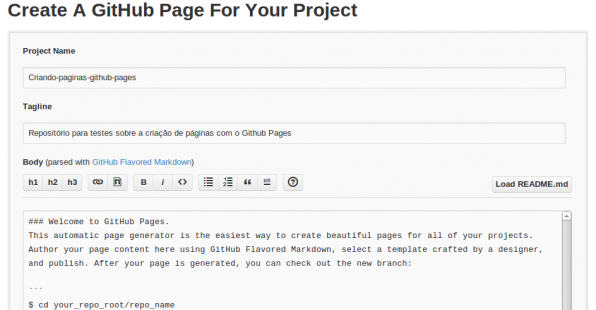 Create A GitHub Page For Your Project
Project Name
Criando-paginas-github-pages
Tagline
Repositório para testes sobre a criação de páginas com o Github Pages
Body (parsed with GitHub Flavored Markdown)
h1 h2 h3 B i <> “ ?
Load README.md
### Welcome to GitHub Pages.
This automatic page generator is the easiest way to create beautiful pages for all of your projects.
Author your page content here using GitHub Flavored Markdown, select a template crafted by a designer,
and publish. After your page is generated, you can check out the new branch:
```
$ cd your_repo_root/repo_name